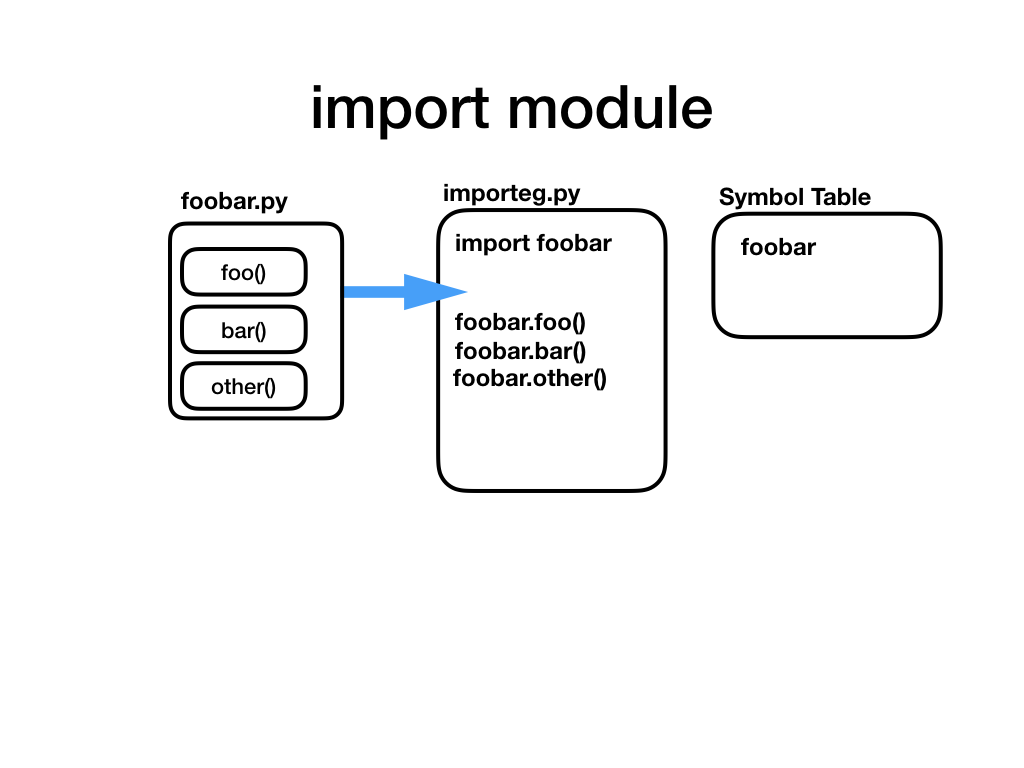 import module
foobar.py
foo()
bar()
other()
importeg.py
import foobar
foobar.foo()
foobar.bar()
foobar.other()
Symbol Table
foobar